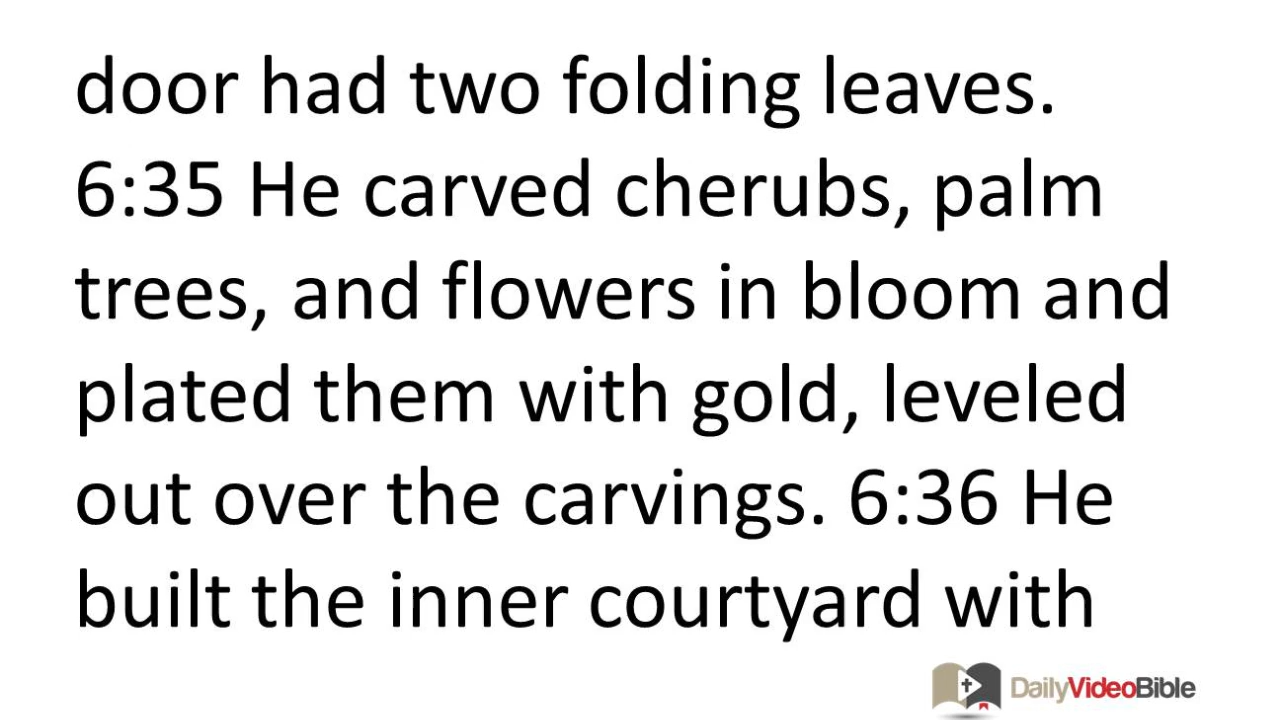 door had two folding leaves.
6:35 He carved cherubs, palm
trees, and flowers in bloom and
plated them with gold, leveled
out over the carvings. 6:36 He
built the inner courtyard with
DailyVideoBible